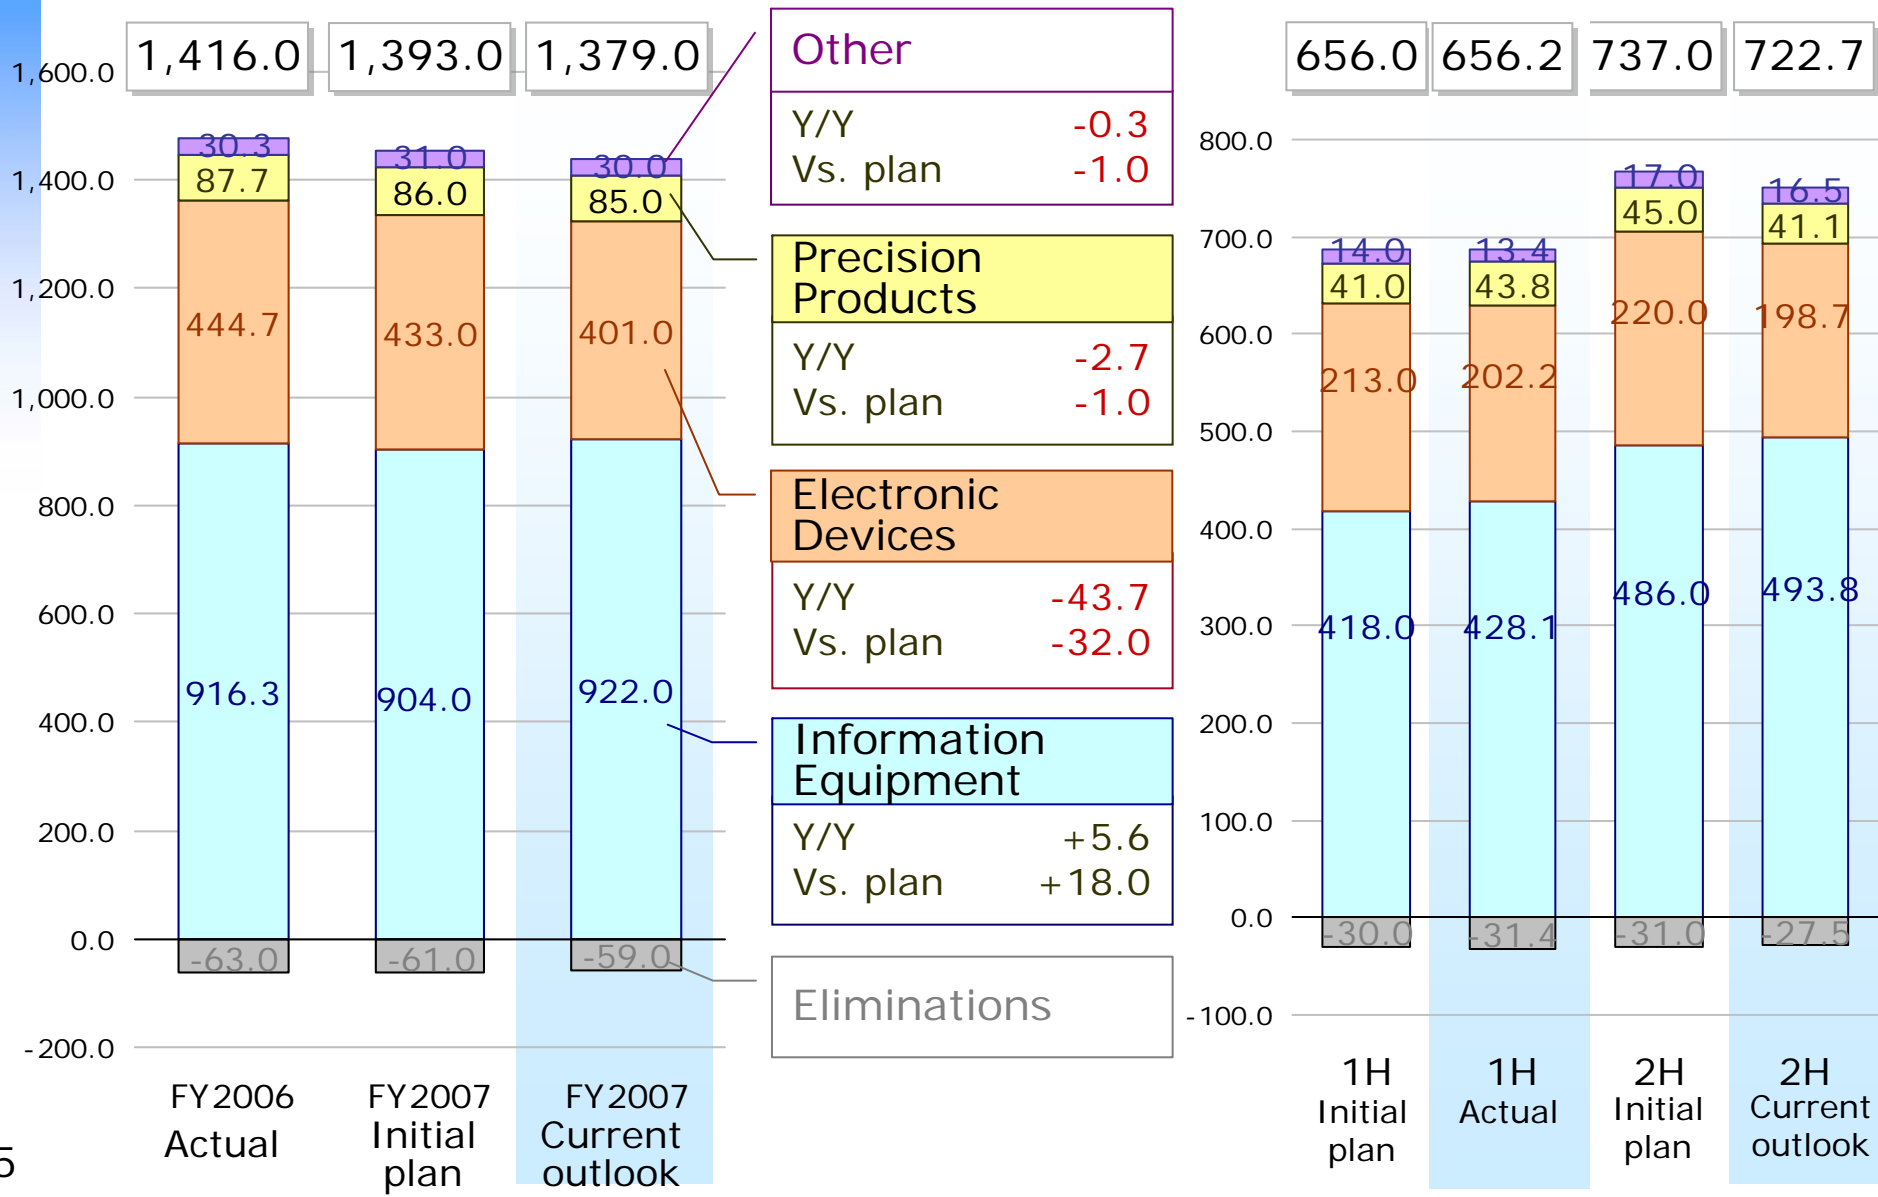 1,416.0 1,393.0 1,379.0
1,600.0
1,400.0
1,200.0
1,000.0
800.0
600.0
400.0
200.0
0.0
-200.0
30.3
87.7
444.7
916.3
-63.0
31.0
86.0
433.0
904.0
-61.0
30.0
85.0
401.0
922.0
-59.0
FY2006
Actual
FY2007
Initial
plan
FY2007
Current
outlook
Other
Y/Y -0.3
Vs. plan -1.0
Precision
Products
Y/Y -2.7
Vs. plan -1.0
Electronic
Devices
Y/Y -43.7
Vs. plan -32.0
Information
Equipment
Y/Y +5.6
Vs. plan +18.0
Eliminations
656.0 656.2 737.0 722.7
800.0
700.0
600.0
500.0
400.0
300.0
200.0
100.0
0.0
-100.0
14.0
41.0
213.0
418.0
-30.0
13.4
43.8
202.2
428.1
-31.4
17.0
45.0
220.0
486.0
-31.0
16.5
41.1
198.7
493.8
-27.5
1H
Initial
plan
1H
Actual
2H
Initial
plan
2H
Current
outlook
5